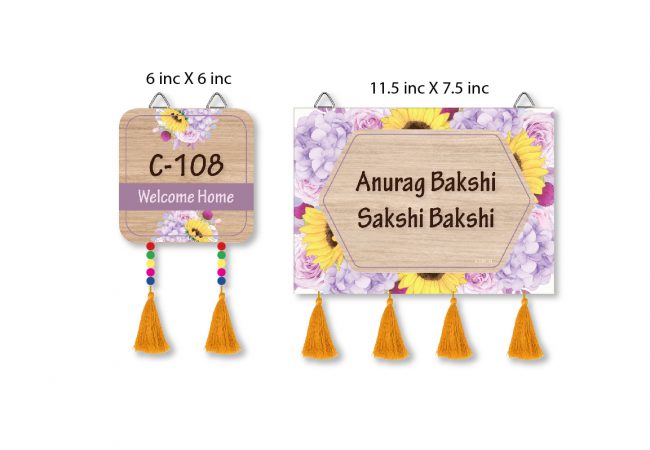 6 inc X 6 inc
C-108
Welcome Home
11.5 inc X 7.5 inc
Anurag Bakshi
Sakshi Bakshi